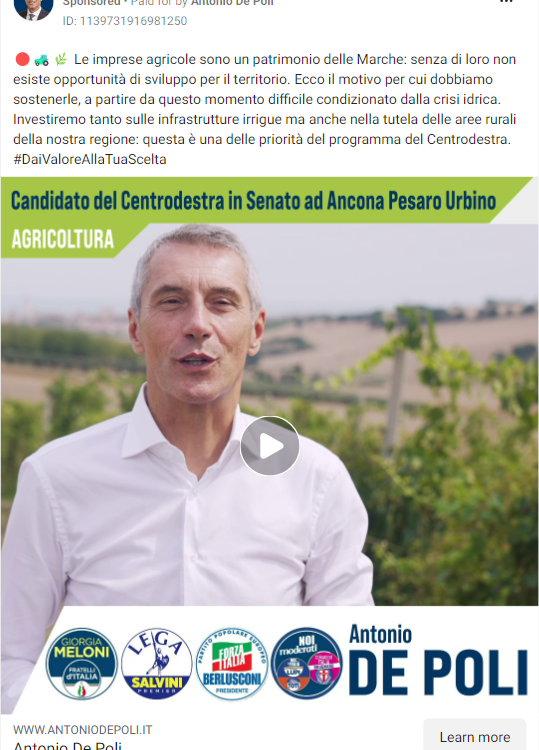 Sponsored • Paid for by Antonio De Poli
ID: 1139731916981250
Le imprese agricole sono un patrimonio delle Marche: senza di loro non
esiste opportunità di sviluppo per il territorio. Ecco il motivo per cui dobbiamo
sostenerle, a partire da questo momento difficile condizionato dalla crisi idrica.
Investiremo tanto sulle infrastrutture irrigue ma anche nella tutela delle aree rurali
della nostra regione: questa è una delle priorità del programma del Centrodestra.
#DaiValoreAllaTuaScelta
Candidato del Centrodestra in Senato ad Ancona Pesaro Urbino
AGRICOLTURA
GIORGIA
MELONI
FRATELLI
d'ITALIA
LEGA
SALVINI
PREMIER
PARTITO POPOLARE EUROPEO
FORZA
ITALIA
BERLUSCONI
PRESIDENTE
NOI
moderati
Antonio
DE POLI
WWW.ANTONIODEPOLI.IT
Antonio De Poli
Learn more